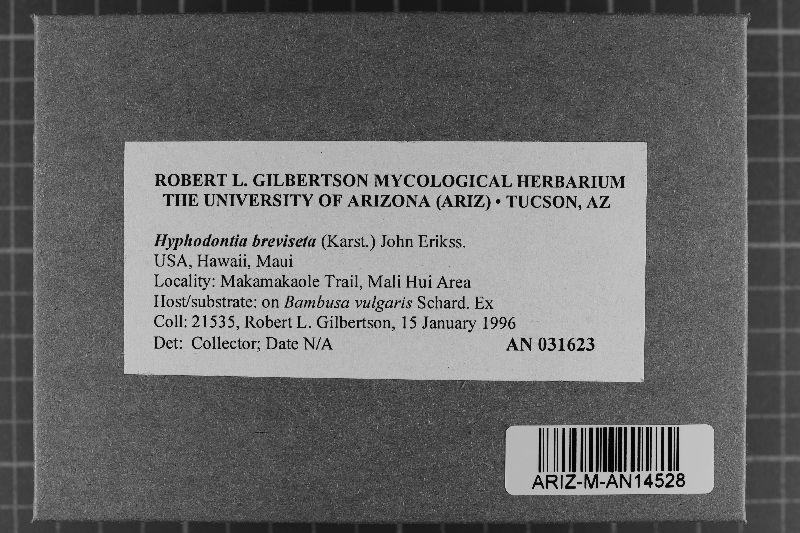 ROBERT L. GILBERTSON MYCOLOGICAL HERBARIUM
THE UNIVERSITY OF ARIZONA (ARIZ) • TUCSON, AZ
Hyphodontia breviseta (Karst.) John Erikss.
USA, Hawaii, Maui
Locality: Makamakaole Trail, Mali Hui Area
Host/substrate: on Bambusa vulgaris Schard. Ex
Coll: 21535, Robert L. Gilbertson, 15 January 1996
Det: Collector; Date N/A AN 031623
ARIZ-M-AN14528